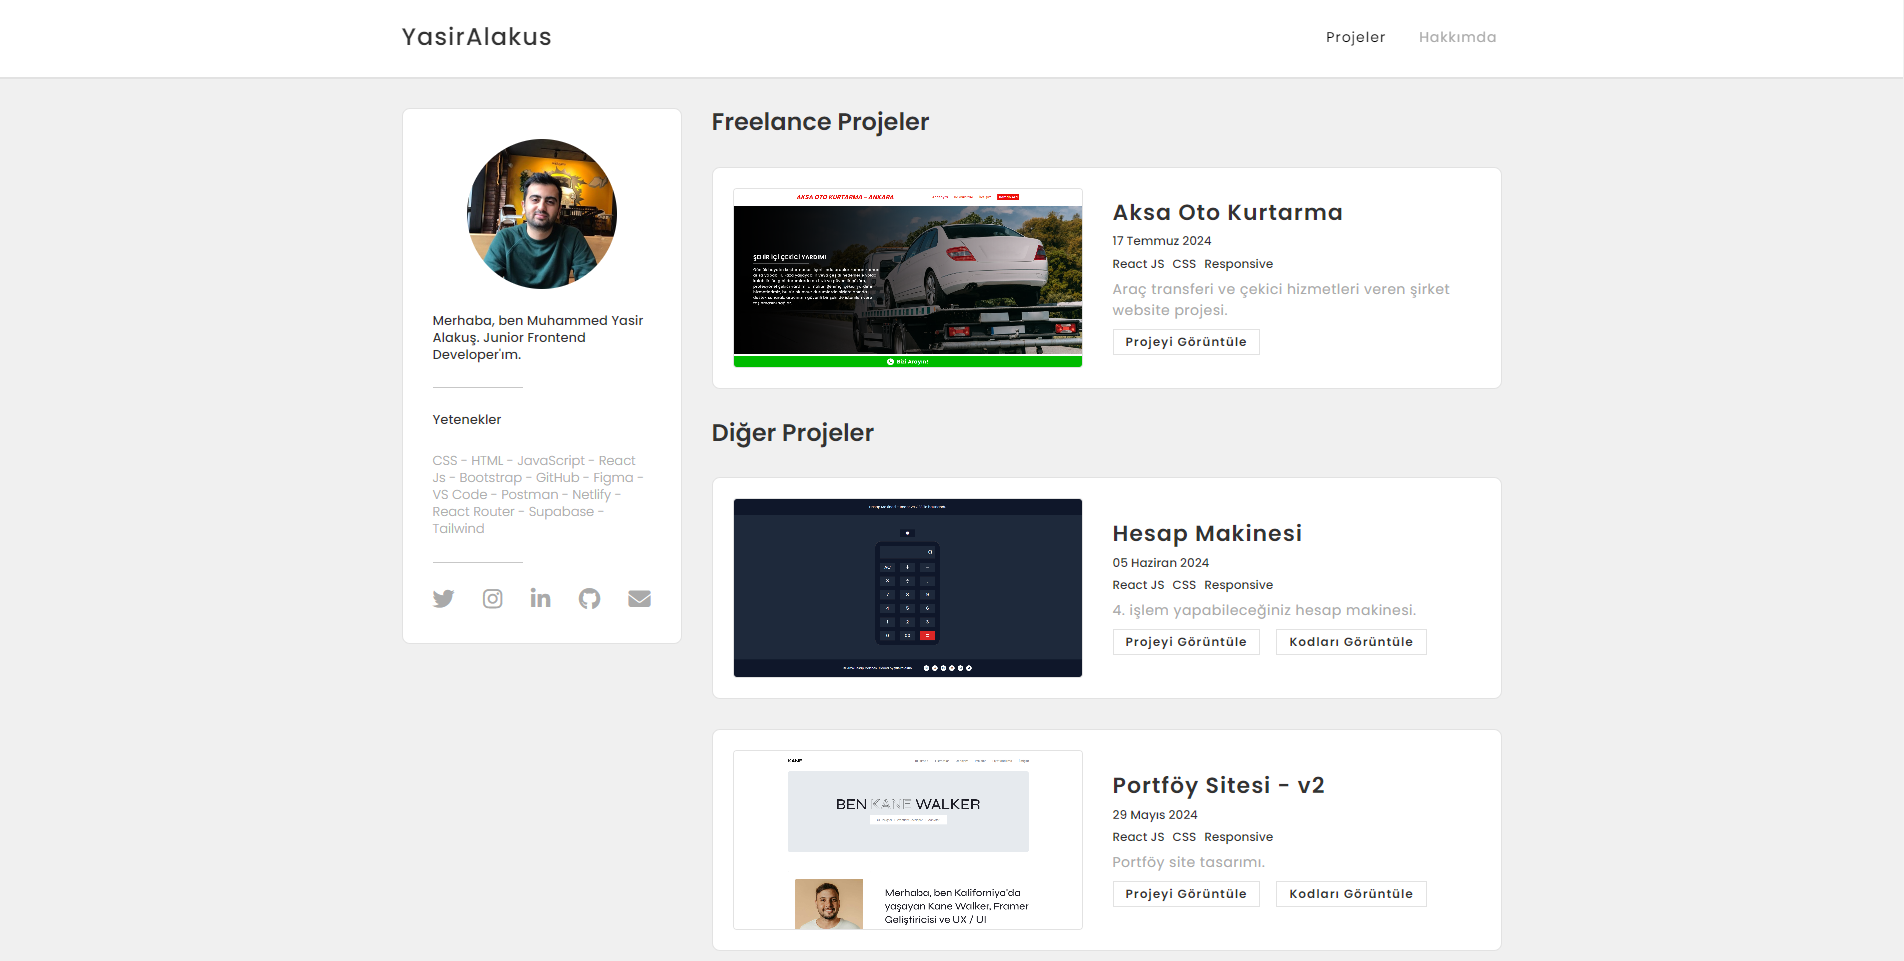 YasirAlakus
Projeler
Hakkımda
Merhaba, ben Muhammed Yasir
Alakuş. Junior Frontend
Developer'ım.
Yetenekler
CSS - HTML - JavaScript - React
Js - Bootstrap - GitHub - Figma -
VS Code - Postman - Netlify -
React Router - Supabase -
Tailwind
Freelance Projeler
AKSA OTO KURTARMA - ANKARA
ŞEHİR İÇİ ÇEKİCİ YARDIMI
Bizi Arayın!
Aksa Oto Kurtarma
17 Temmuz 2024
React JS CSS Responsive
Araç transferi ve çekici hizmetleri veren şirket
website projesi.
Projeyi Görüntüle
Diğer Projeler
Hesap Makinesi
05 Haziran 2024
React JS CSS Responsive
4. işlem yapabileceğiniz hesap makinesi.
Projeyi Görüntüle
Kodları Görüntüle
KANE
BEN KANE WALKER
Merhaba, ben Kaliforniya'da
yaşayan Kane Walker, Framer
Geliştiricisi ve UX / UI
Portföy Sitesi - v2
29 Mayıs 2024
React JS CSS Responsive
Portföy site tasarımı.
Projeyi Görüntüle
Kodları Görüntüle